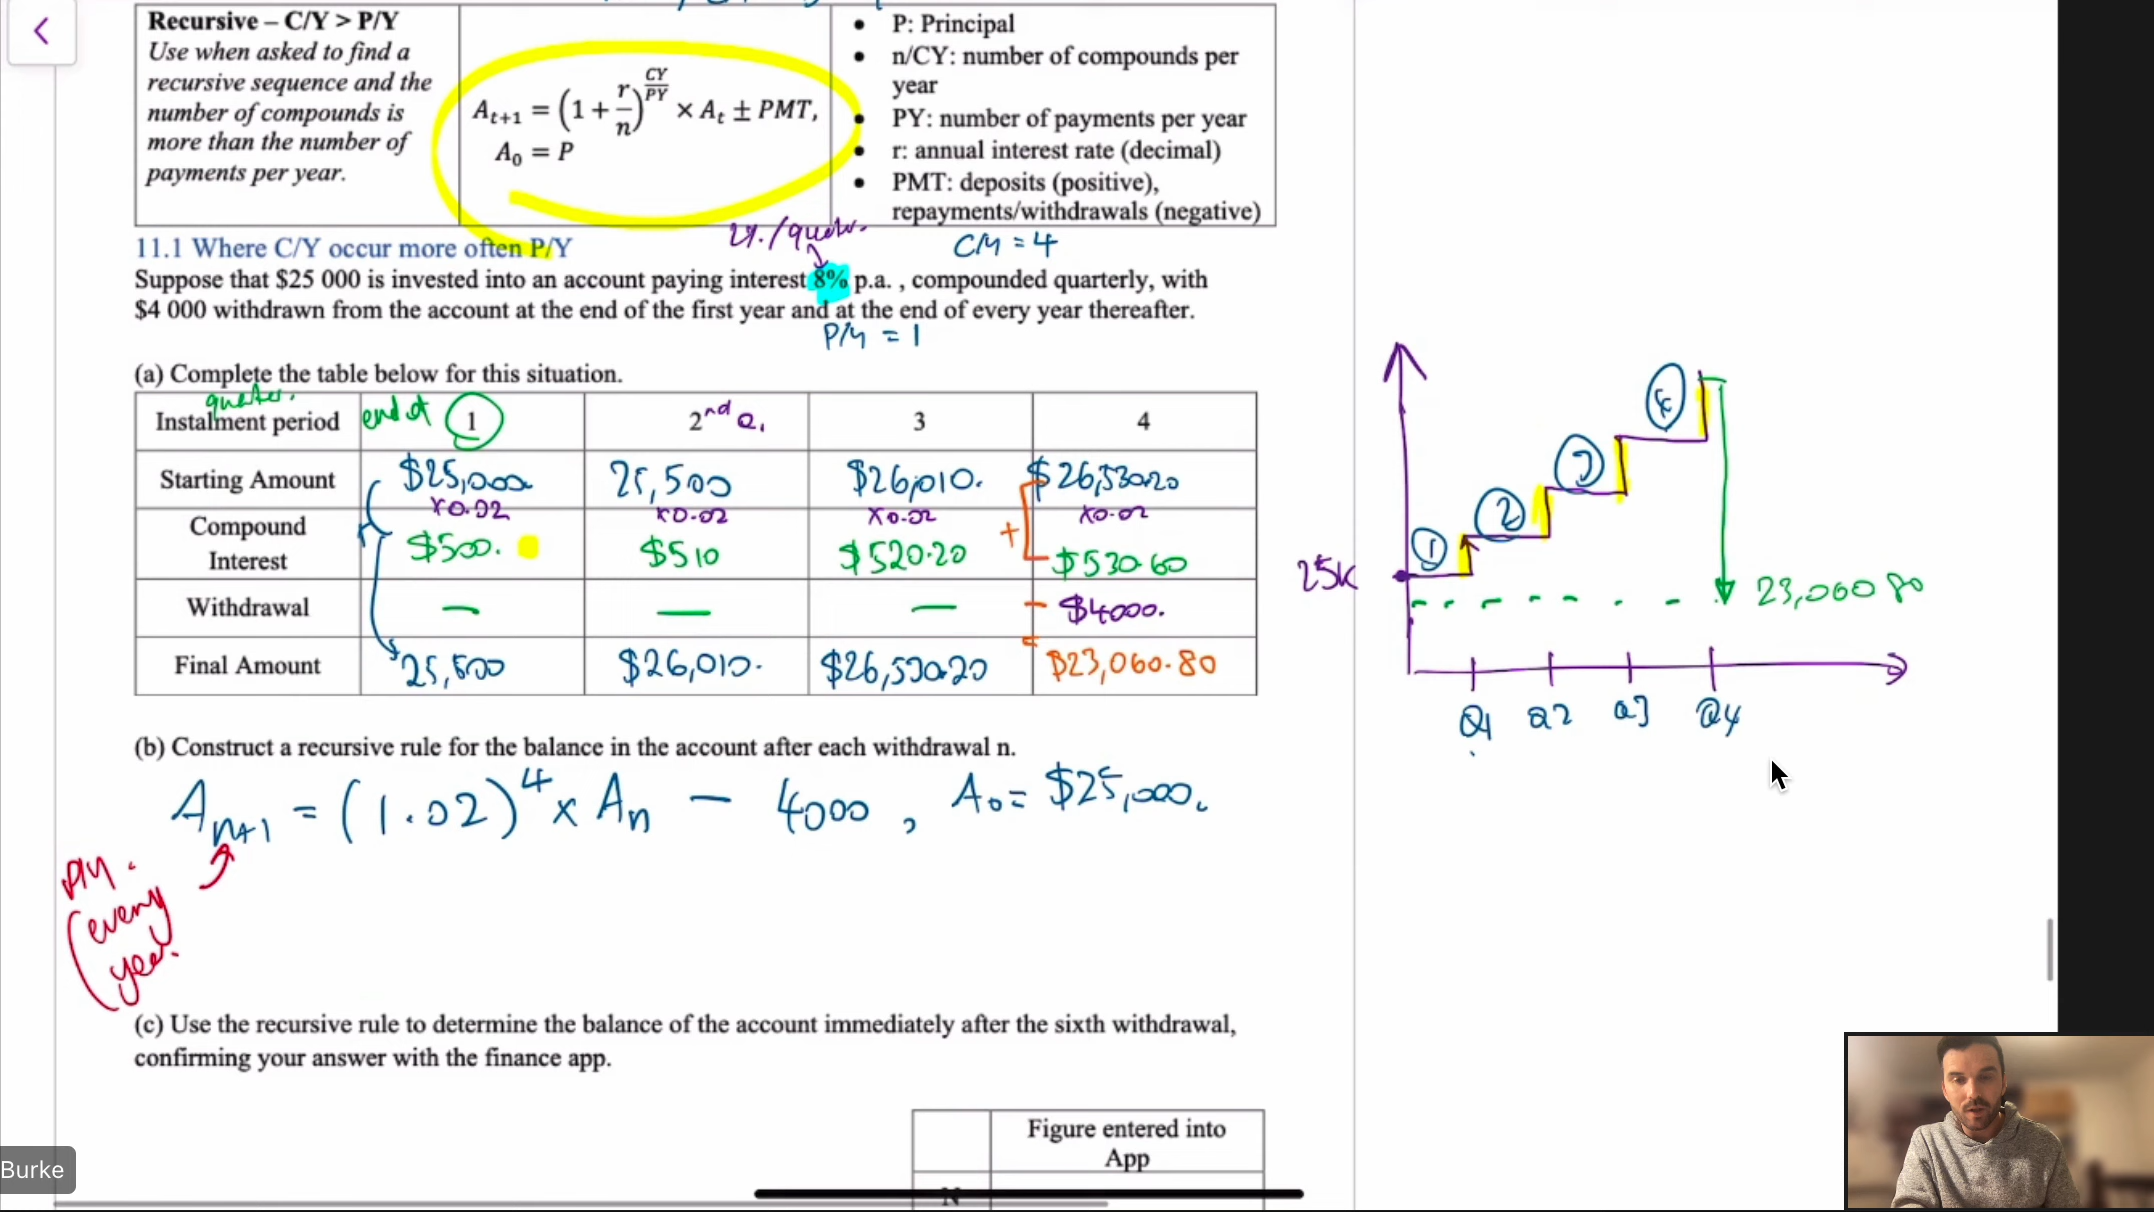 Recursive – C/Y > P/Y
Use when asked to find a
recursive sequence and the
number of compounds is
more than the number of
payments per year.
A_{t+1} = (1 + r/n)^{CY/PY} × A_t ± PMT,
A_0 = P
• P: Principal
• n/CY: number of compounds per
year
• PY: number of payments per year
• r: annual interest rate (decimal)
• PMT: deposits (positive),
repayments/withdrawals (negative)
2%/quater.
C/Y = 4
11.1 Where C/Y occur more often P/Y
Suppose that $25 000 is invested into an account paying interest 8% p.a. , compounded quarterly, with
$4 000 withdrawn from the account at the end of the first year and at the end of every year thereafter.
P/Y = 1
(a) Complete the table below for this situation.
quater.
Instalment period end of 1 2nd Q. 3 4
Starting Amount $25,000 25,500 $26,010. $26,530.20
×0.02 ×0.02 ×0.02 ×0.02
Compound
Interest $500. $510 $520.20 + $530.60
Withdrawal — — — - $4000.
Final Amount 25,500 $26,010. $26,530.20 = $23,060.80
① ② ③ ④
25K
23,060 80
Q1 Q2 Q3 Q4
(b) Construct a recursive rule for the balance in the account after each withdrawal n.
A_{n+1} = (1.02)^4 × A_n − 4000 , A_0 = $25,000.
P/Y.
(every
year.
(c) Use the recursive rule to determine the balance of the account immediately after the sixth withdrawal,
confirming your answer with the finance app.
Figure entered into
App
N
Burke